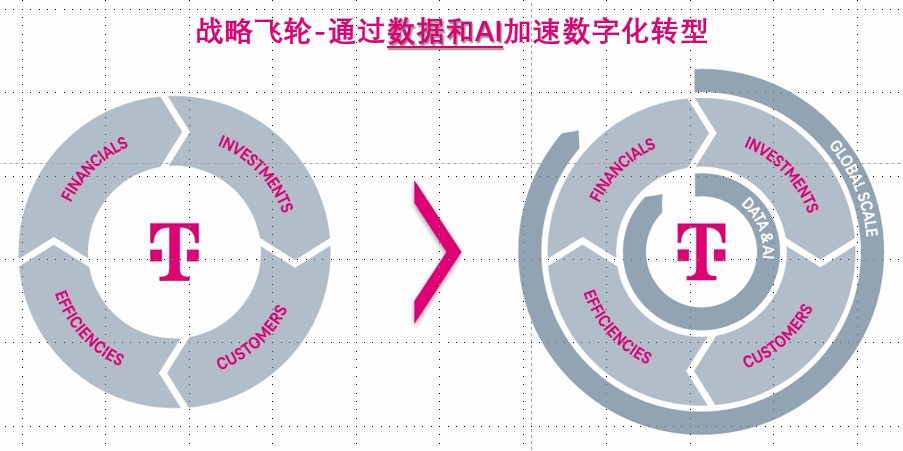 战略飞轮-通过数据和AI加速数字化转型
FINANCIALS
INVESTMENTS
T
EFFICIENCIES
CUSTOMERS
FINANCIALS
INVESTMENTS
GLOBAL SCALE
DATA & AI
T
EFFICIENCIES
CUSTOMERS